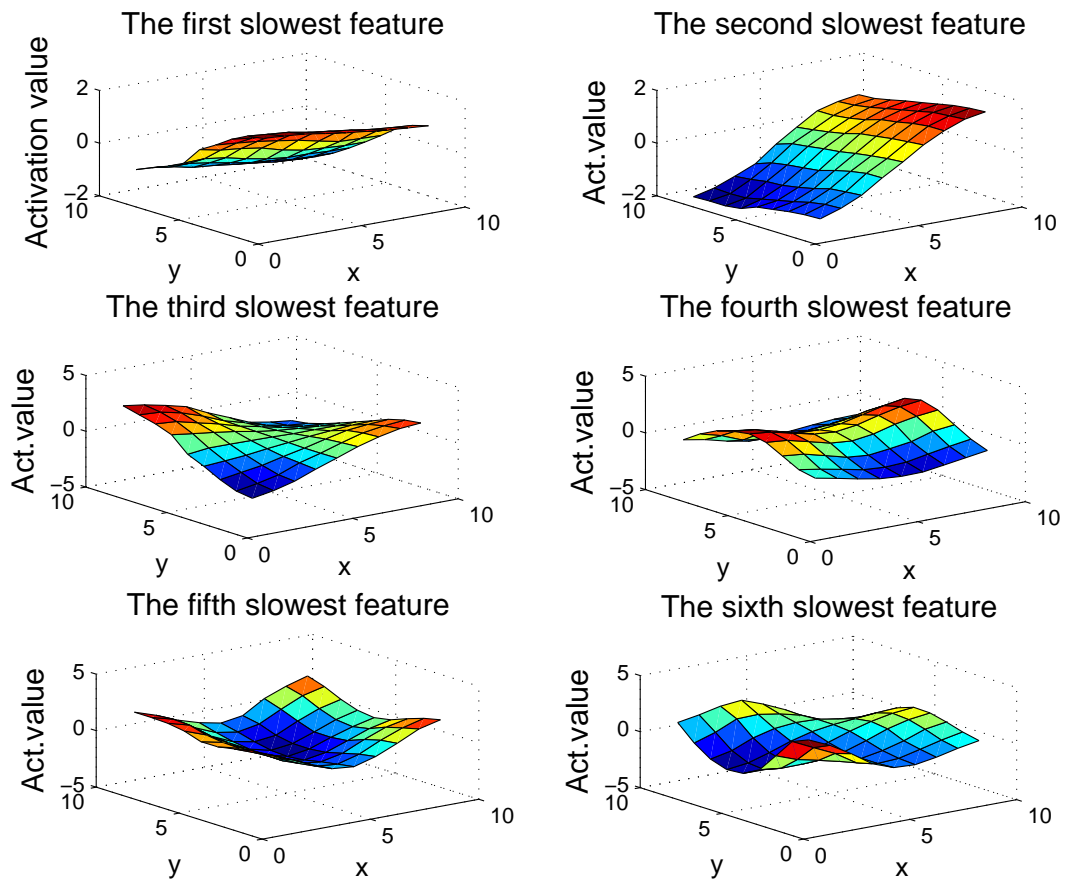 The first slowest feature
Activation value
2
0
−2
10
5
0
y
0
5
10
x
The second slowest feature
Act.value
2
0
−2
10
5
0
y
0
5
10
x
The third slowest feature
Act.value
5
0
−5
10
5
0
y
0
5
10
x
The fourth slowest feature
Act.value
5
0
−5
10
5
0
y
0
5
10
x
The fifth slowest feature
Act.value
5
0
−5
10
5
0
y
0
5
10
x
The sixth slowest feature
Act.value
5
0
−5
10
5
0
y
0
5
10
x